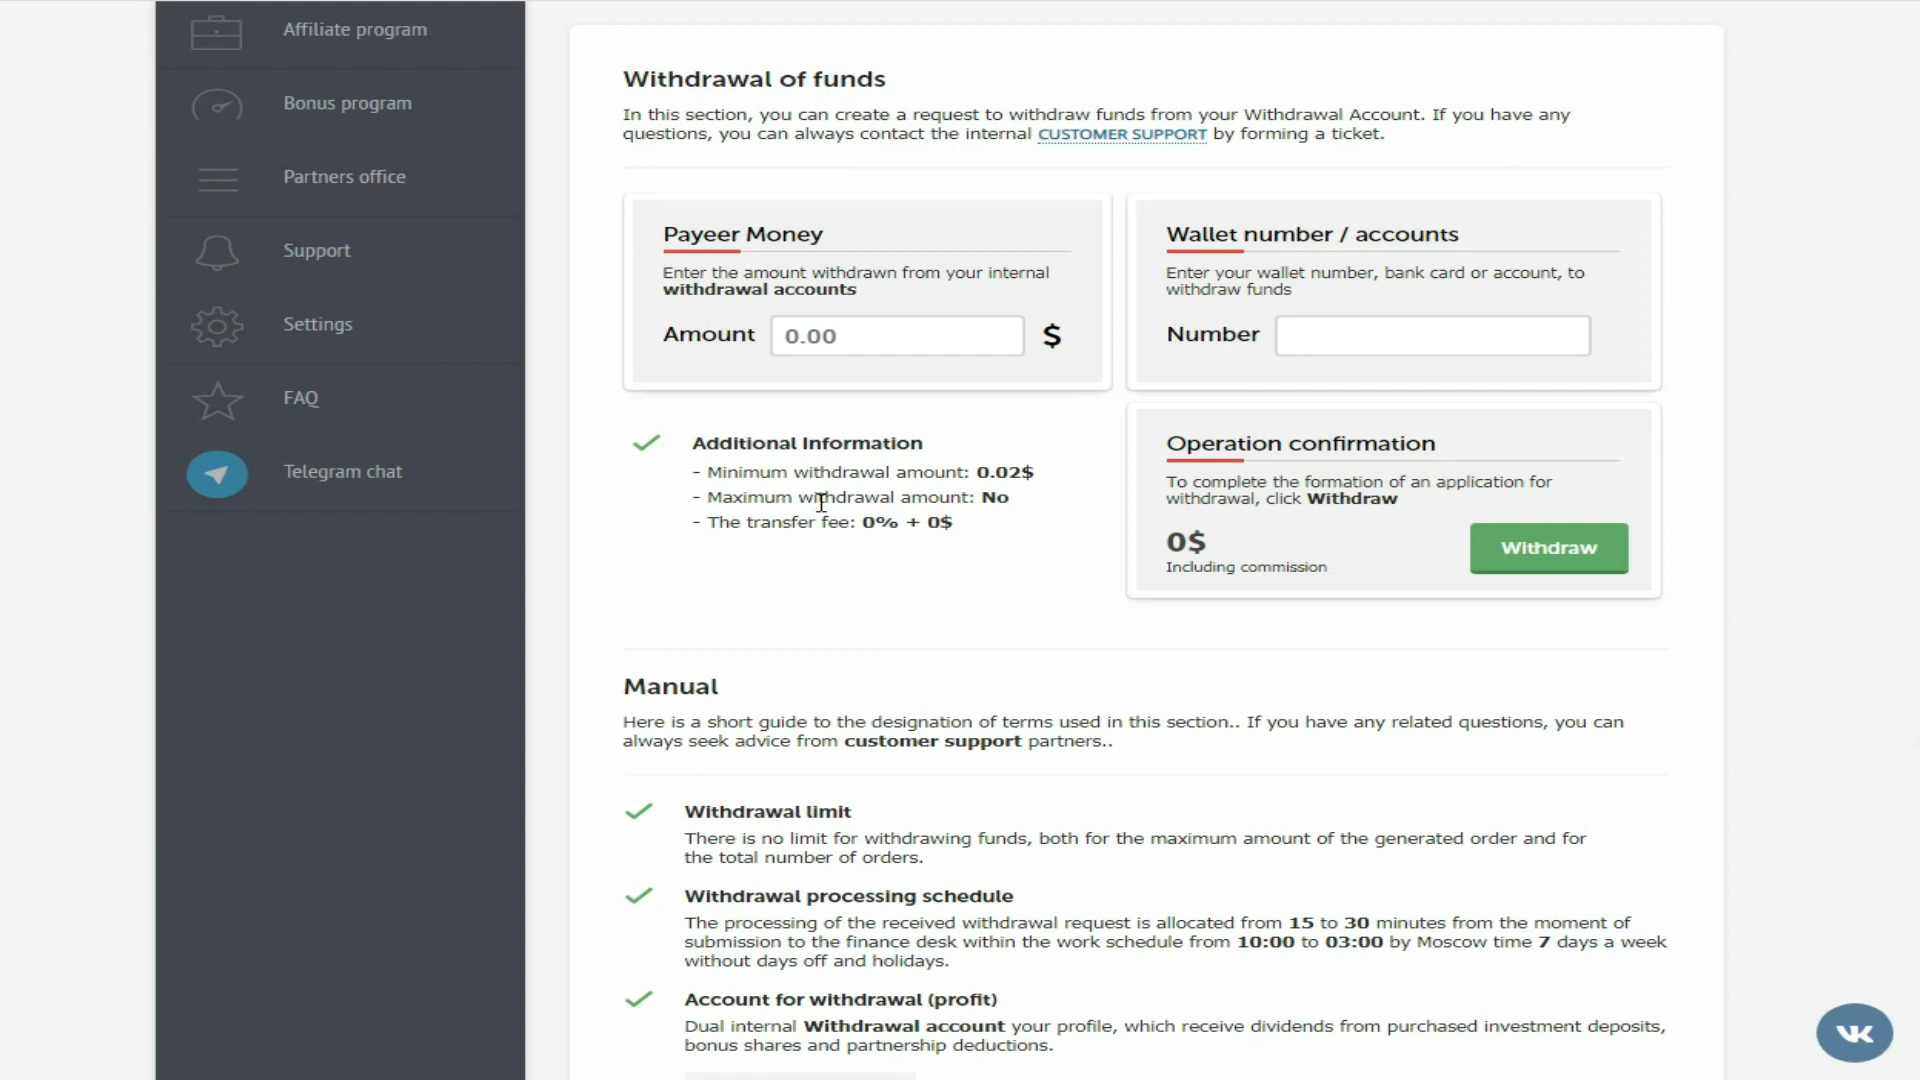 Affiliate program
Bonus program
Partners office
Support
Settings
FAQ
Telegram chat
Withdrawal of funds
In this section, you can create a request to withdraw funds from your Withdrawal Account. If you have any
questions, you can always contact the internal CUSTOMER SUPPORT by forming a ticket.
Payeer Money
Enter the amount withdrawn from your internal
withdrawal accounts
Amount 0.00 $
Wallet number / accounts
Enter your wallet number, bank card or account, to
withdraw funds
Number
Additional Information
- Minimum withdrawal amount: 0.02$
- Maximum withdrawal amount: No
- The transfer fee: 0% + 0$
Operation confirmation
To complete the formation of an application for
withdrawal, click Withdraw
0$
Including commission
Withdraw
Manual
Here is a short guide to the designation of terms used in this section.. If you have any related questions, you can
always seek advice from customer support partners..
Withdrawal limit
There is no limit for withdrawing funds, both for the maximum amount of the generated order and for
the total number of orders.
Withdrawal processing schedule
The processing of the received withdrawal request is allocated from 15 to 30 minutes from the moment of
submission to the finance desk within the work schedule from 10:00 to 03:00 by Moscow time 7 days a week
without days off and holidays.
Account for withdrawal (profit)
Dual internal Withdrawal account your profile, which receive dividends from purchased investment deposits,
bonus shares and partnership deductions.